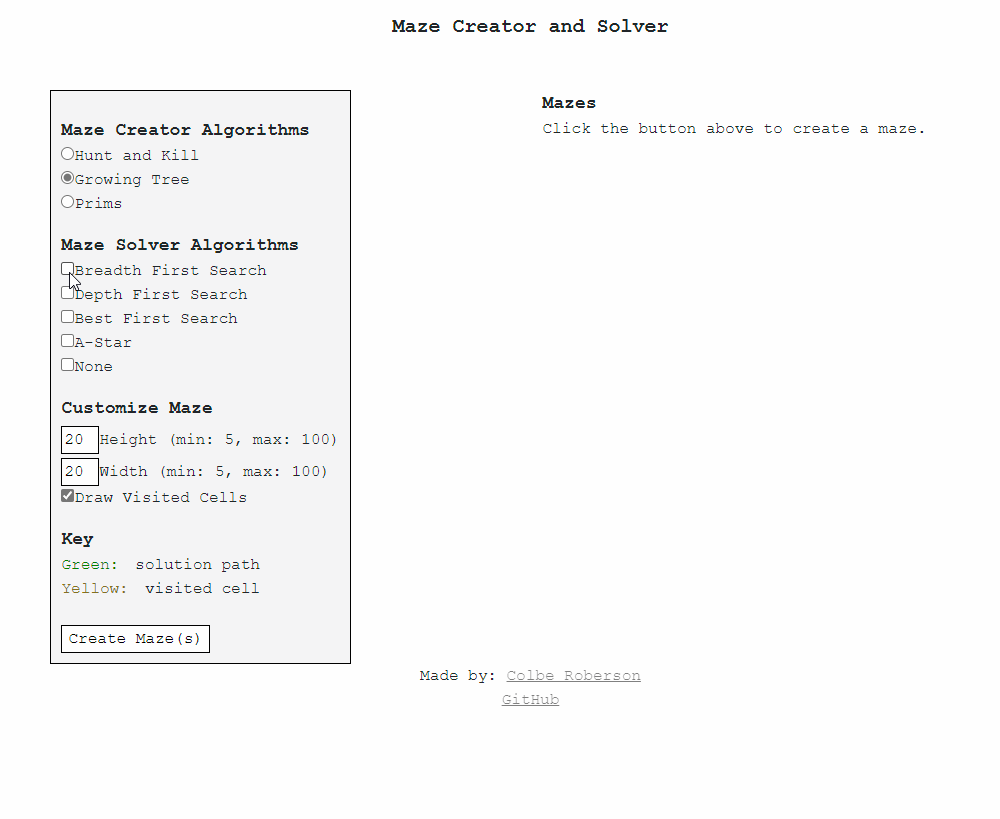 Maze Creator and Solver
Maze Creator Algorithms
Hunt and Kill
Growing Tree
Prims
Maze Solver Algorithms
Breadth First Search
Depth First Search
Best First Search
A-Star
None
Customize Maze
20 Height (min: 5, max: 100)
20 Width (min: 5, max: 100)
Draw Visited Cells
Key
Green: solution path
Yellow: visited cell
Create Maze(s)
Mazes
Click the button above to create a maze.
Made by: Colbe Roberson
GitHub